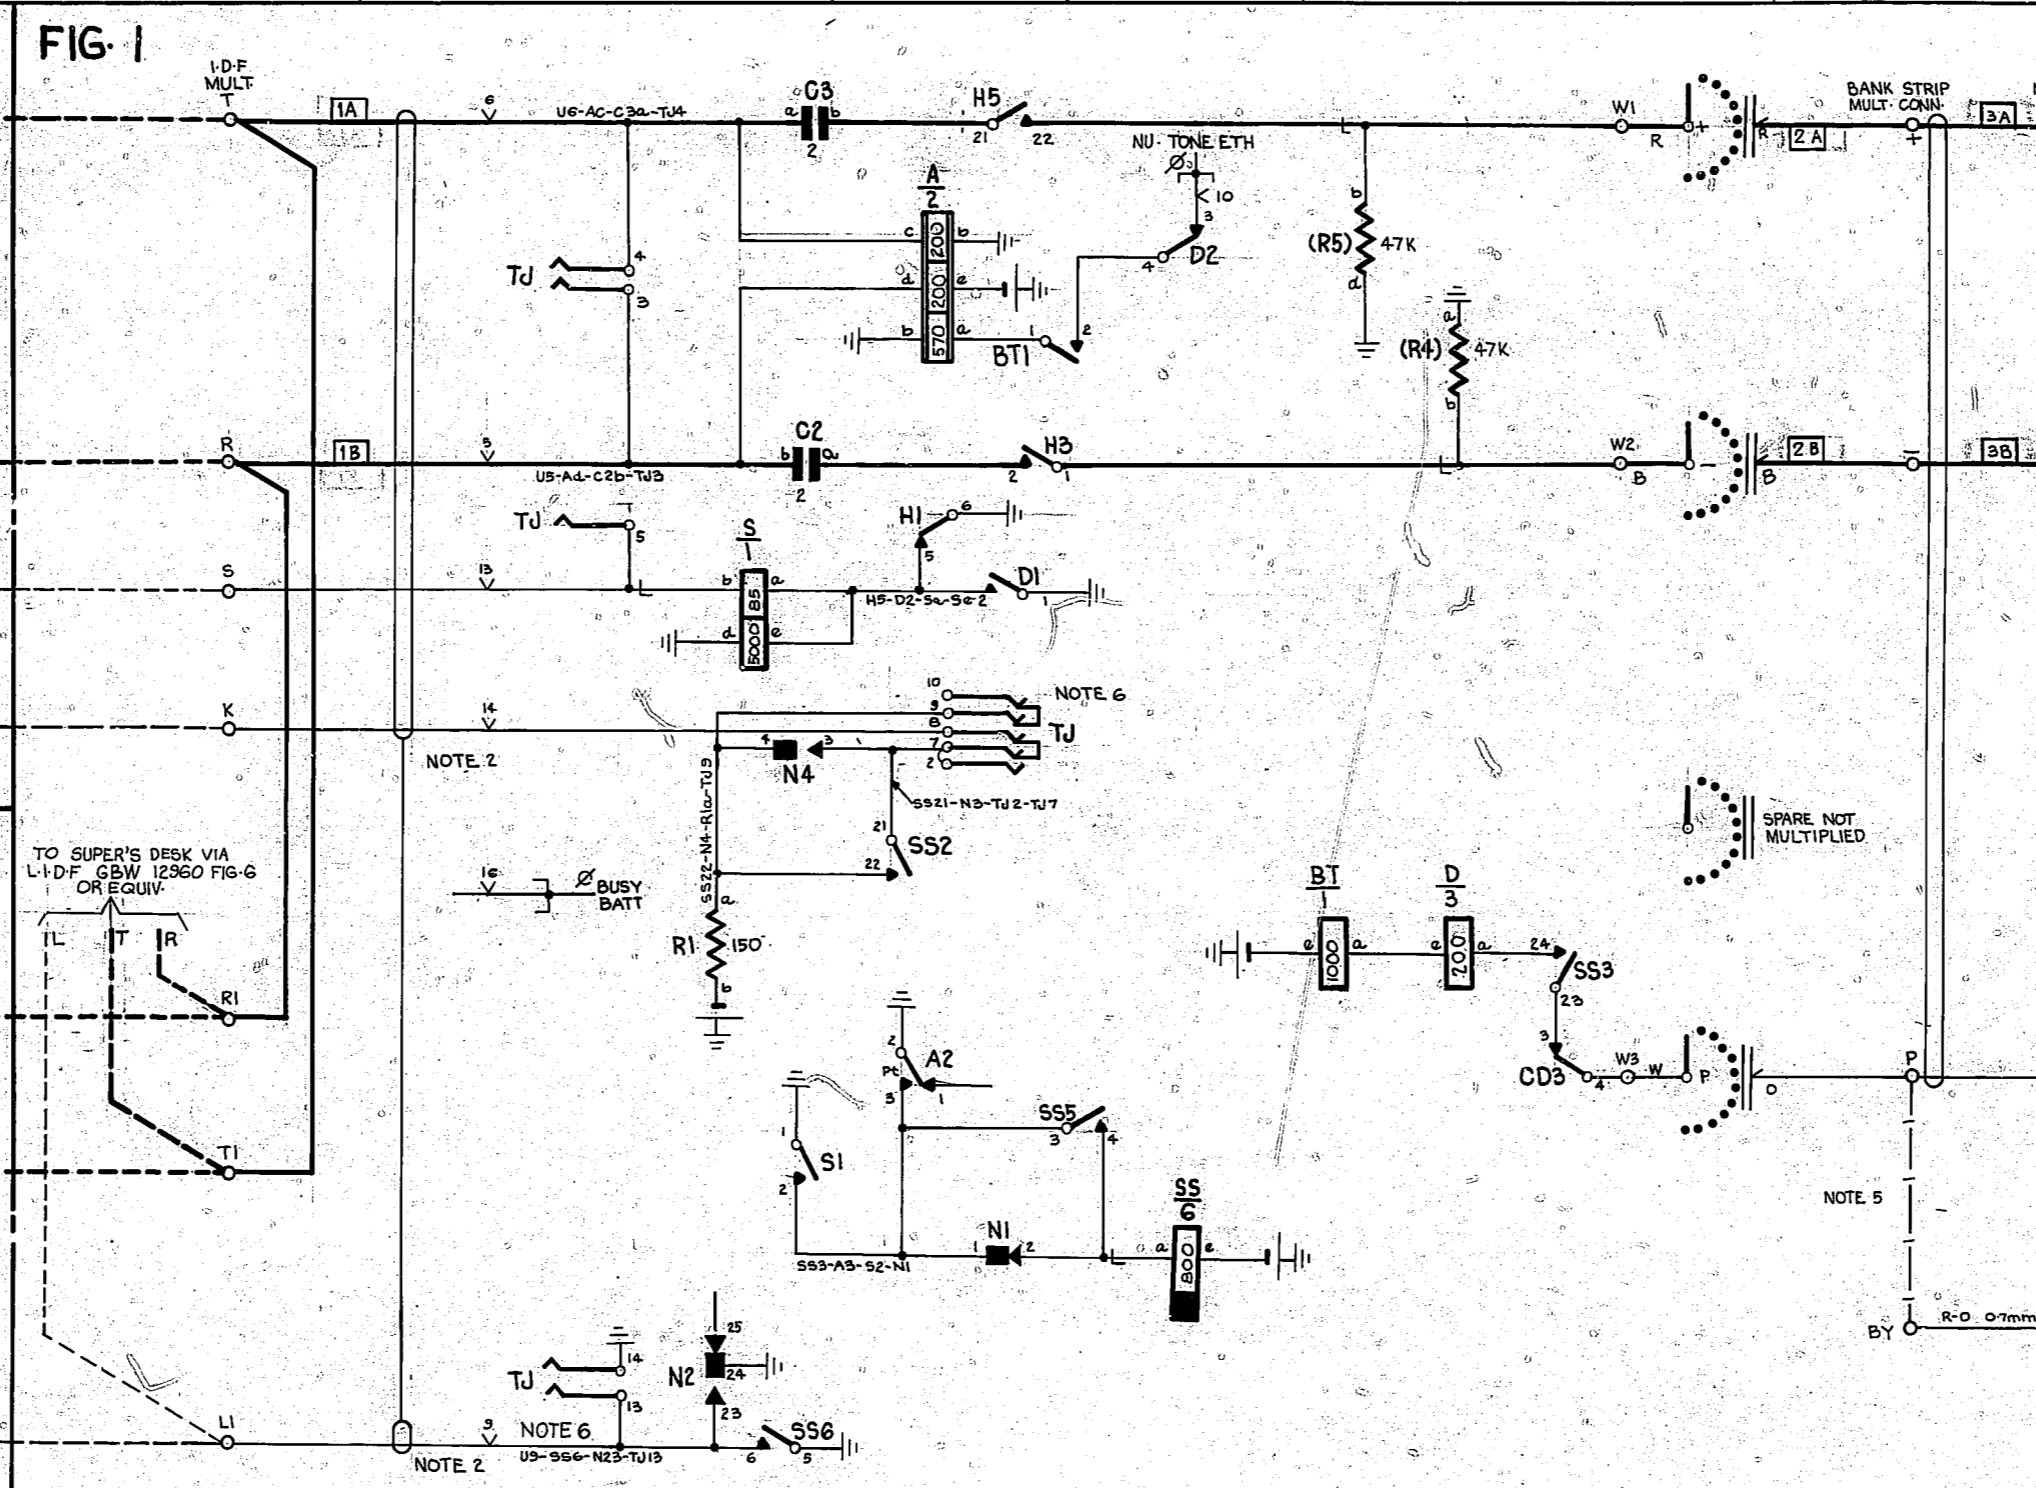 FIG. 1
I.D.F
MULT.
T
1A
6
U6-AC-C3a-TJ4
a C3 b
2
H5
21 22
NU. TONE ETH
Ø
10
3
D2
4
W1
R
+
R
2A
BANK STRIP
MULT. CONN.
+
3A
A
2
c 200 b
d 200 e
b 570 a
1 2
BT1
TJ
4
3
b
(R5) 47K
d
a
(R4) 47K
b
R
1B
5
U5-Ad-C2b-TJ3
b C2 a
2
H3
2 1
W2
B
-
B
2B
-
3B
TJ
5
S
1
H1
6
5
S
13
b 85 a
d 5000 e
D1
1
H5-D2-Sa-Se-2
K
14
NOTE 2
10
9
8
7
2
NOTE 6
TJ
4 3
N4
SS21-N3-TJ2-TJ7
SS22-N4-R1a-TJ9
21
SS2
22
SPARE NOT
MULTIPLIED
TO SUPER'S DESK VIA
L.I.D.F GBW 12960 FIG.6
OR EQUIV.
L T R
16
Ø BUSY
BATT
a
R1 150
b
BT
1
D
3
e 1000 a
e 200 a
24
SS3
23
3
CD3
4
W3
W
P
O
P
R1
2
A2
Pt
3 1
1
S1
2
SS5
3 4
T1
SS
6
a 800 e
N1
1 2
SS3-A3-S2-N1
NOTE 5
BY
R-O 0.7mm
25
N2 24
23
TJ
14
13
L1
9
NOTE 6
U9-SS6-N23-TJ13
SS6
6 5
NOTE 2